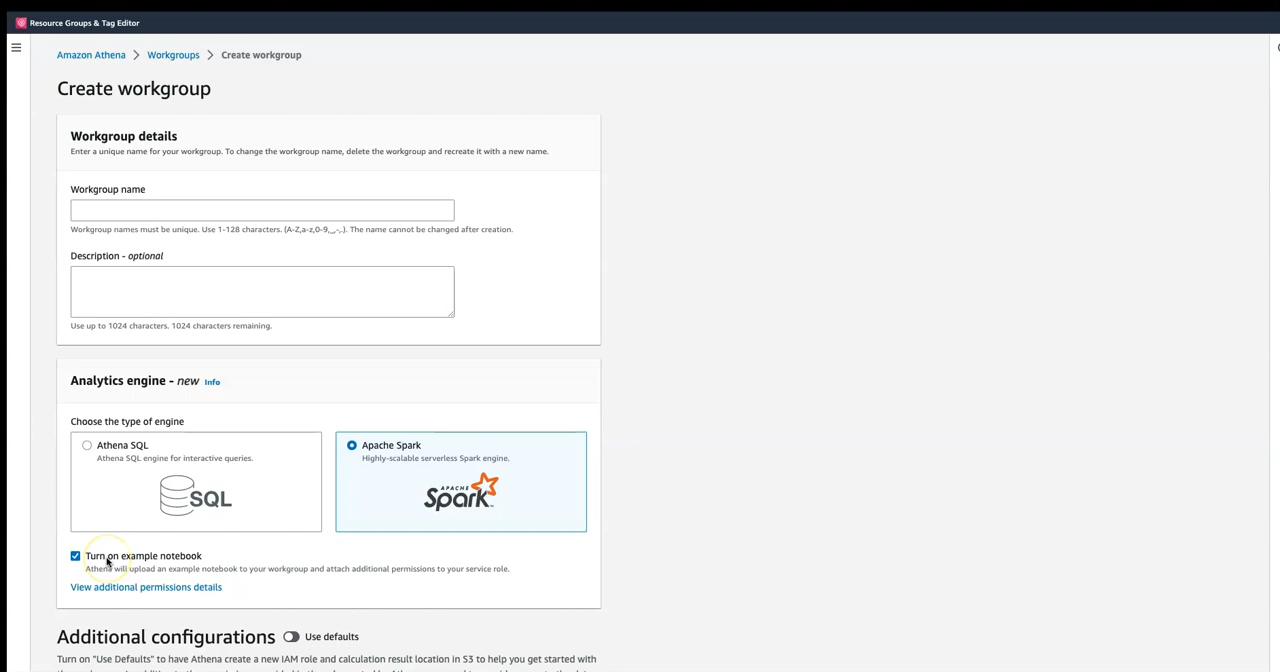 Resource Groups & Tag Editor
Amazon Athena > Workgroups > Create workgroup
Create workgroup
Workgroup details
Enter a unique name for your workgroup. To change the workgroup name, delete the workgroup and recreate it with a new name.
Workgroup name
Workgroup names must be unique. Use 1-128 characters. (A-Z,a-z,0-9,_,-,.). The name cannot be changed after creation.
Description - optional
Use up to 1024 characters. 1024 characters remaining.
Analytics engine - new Info
Choose the type of engine
Athena SQL
Athena SQL engine for interactive queries.
SQL
Apache Spark
Highly-scalable serverless Spark engine.
APACHE
Spark
Turn on example notebook
Athena will upload an example notebook to your workgroup and attach additional permissions to your service role.
View additional permissions details
Additional configurations Use defaults
Turn on "Use Defaults" to have Athena create a new IAM role and calculation result location in S3 to help you get started with